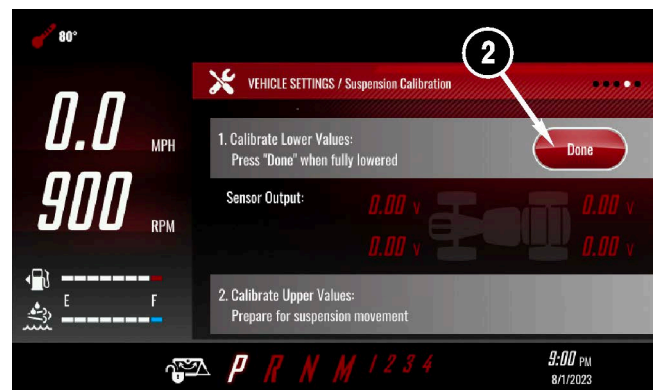 80°
2
VEHICLE SETTINGS / Suspension Calibration
0.0 MPH
1. Calibrate Lower Values:
Press "Done" when fully lowered
Done
900 RPM
Sensor Output:
0.00 v
0.00 v
0.00 v
0.00 v
E F
2. Calibrate Upper Values:
Prepare for suspension movement
P R N M 1 2 3 4
9:00 PM
8/1/2023